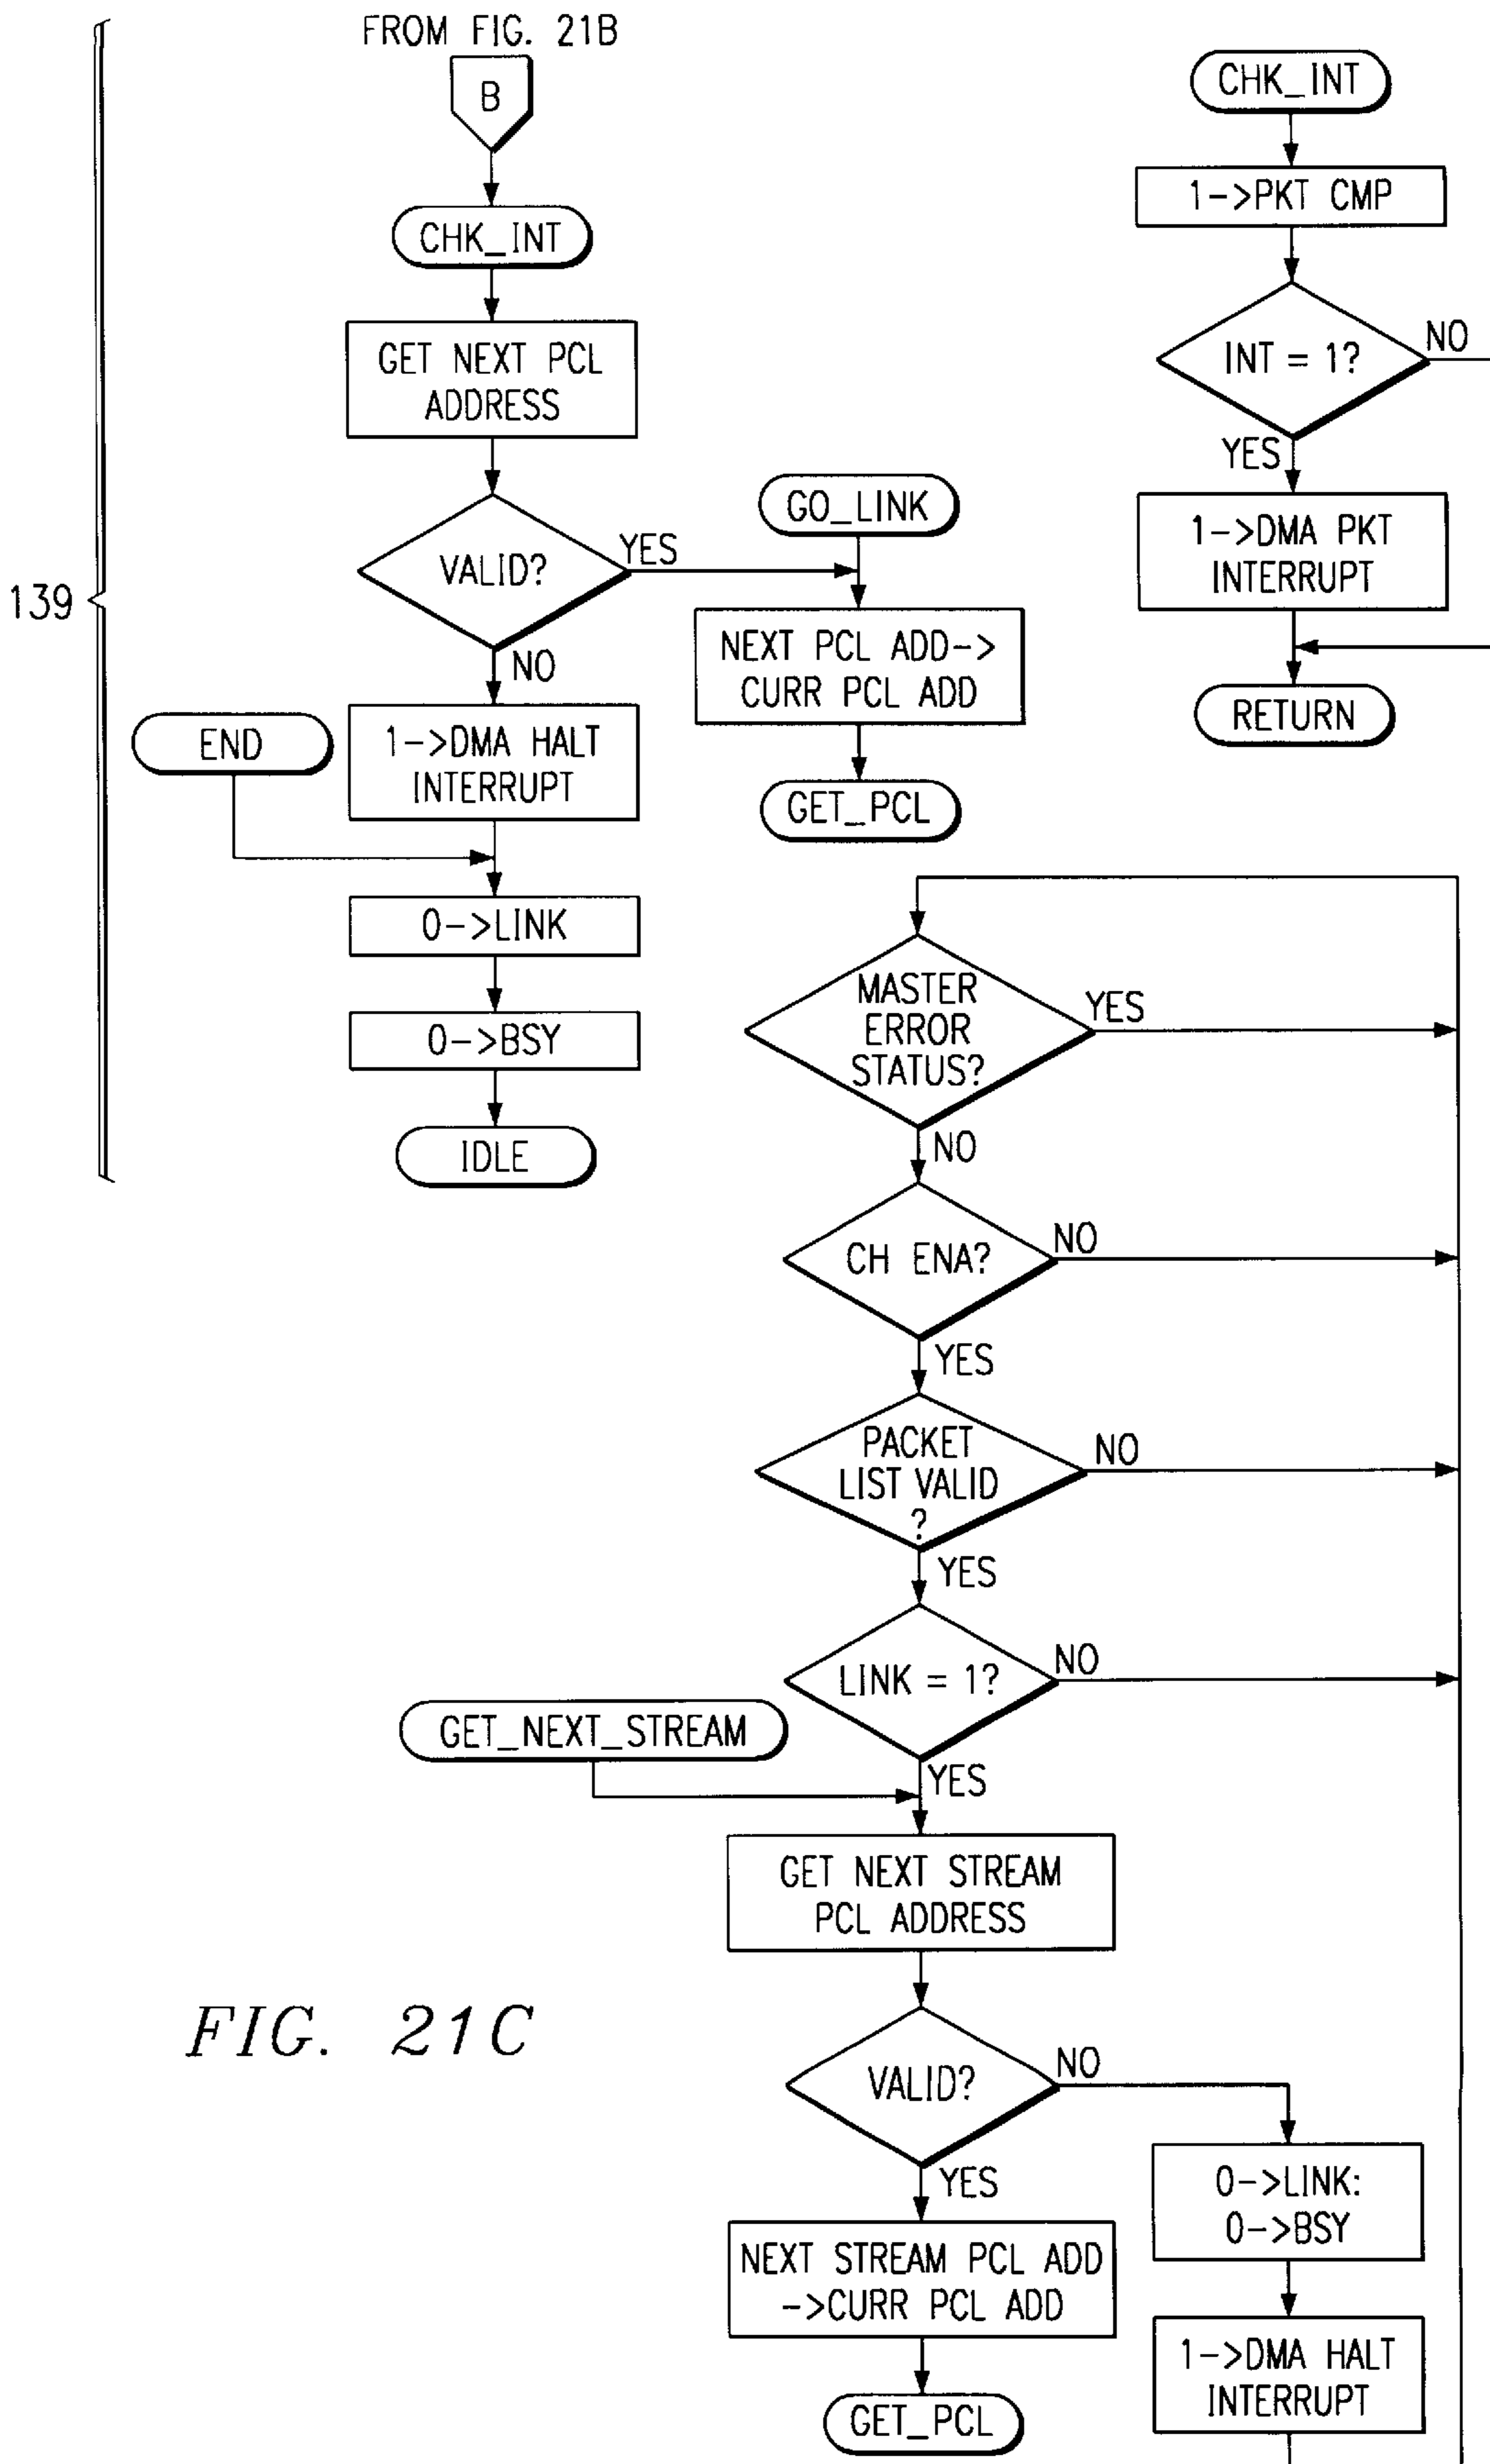 FROM FIG. 21B
B
CHK_INT
GET NEXT PCL
ADDRESS
VALID?
YES
NO
GO_LINK
NEXT PCL ADD->
CURR PCL ADD
GET_PCL
139
END
1->DMA HALT
INTERRUPT
0->LINK
0->BSY
IDLE
CHK_INT
1->PKT CMP
INT = 1?
NO
YES
1->DMA PKT
INTERRUPT
RETURN
MASTER
ERROR
STATUS?
YES
NO
CH ENA?
NO
YES
PACKET
LIST VALID
?
NO
YES
LINK = 1?
NO
GET_NEXT_STREAM
YES
GET NEXT STREAM
PCL ADDRESS
VALID?
NO
YES
0->LINK:
0->BSY
NEXT STREAM PCL ADD
->CURR PCL ADD
1->DMA HALT
INTERRUPT
GET_PCL
FIG. 21C